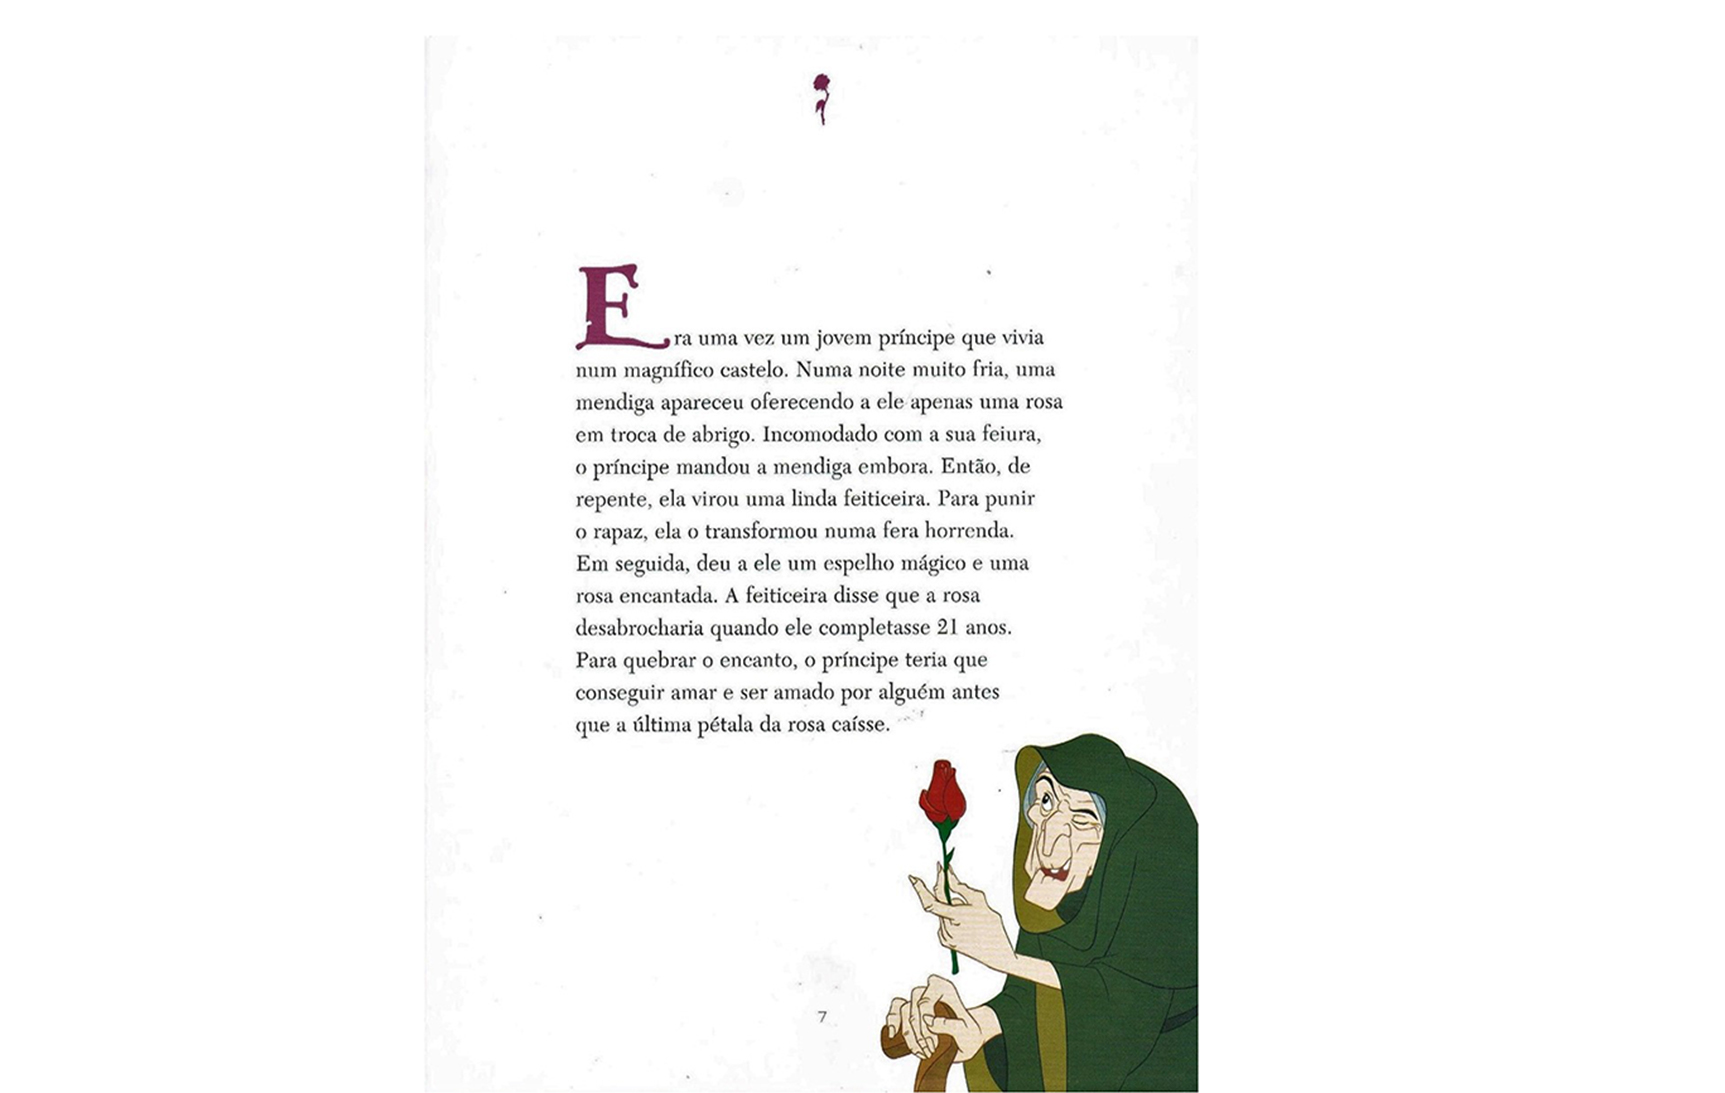 Era uma vez um jovem príncipe que vivia
num magnífico castelo. Numa noite muito fria, uma
mendiga apareceu oferecendo a ele apenas uma rosa
em troca de abrigo. Incomodado com a sua feiura,
o príncipe mandou a mendiga embora. Então, de
repente, ela virou uma linda feiticeira. Para punir
o rapaz, ela o transformou numa fera horrenda.
Em seguida, deu a ele um espelho mágico e uma
rosa encantada. A feiticeira disse que a rosa
desabrocharia quando ele completasse 21 anos.
Para quebrar o encanto, o príncipe teria que
conseguir amar e ser amado por alguém antes
que a última pétala da rosa caísse.
7